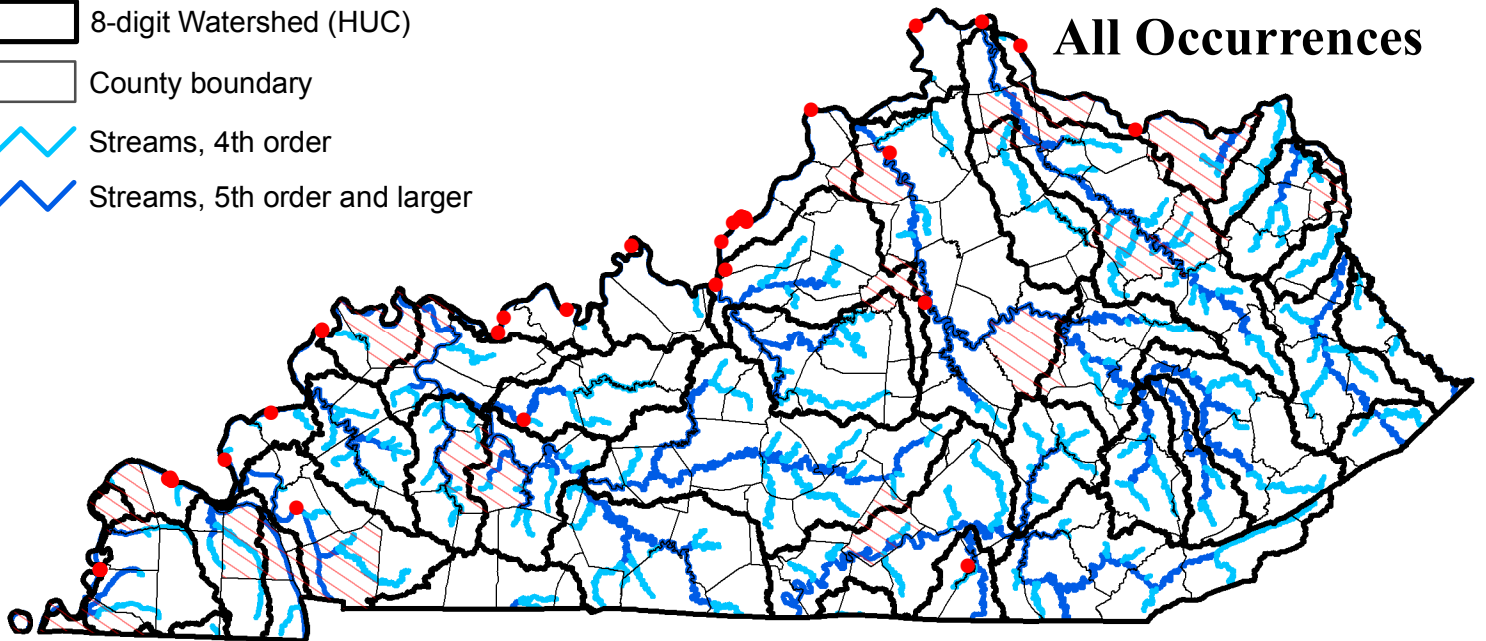 8-digit Watershed (HUC)
All Occurrences
County boundary
Streams, 4th order
Streams, 5th order and larger